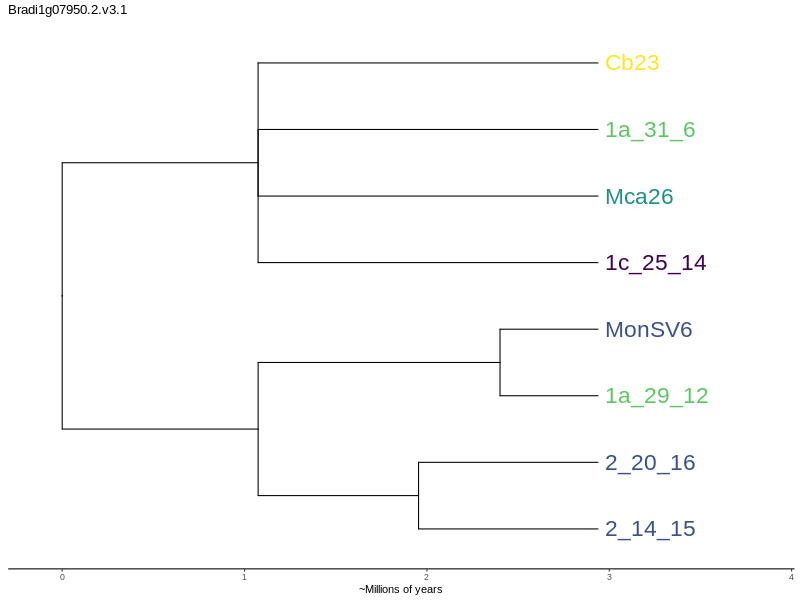 Bradi1g07950.2.v3.1
Cb23
1a_31_6
Mca26
1c_25_14
MonSV6
1a_29_12
2_20_16
2_14_15
0 1 2 3 4
~Millions of years